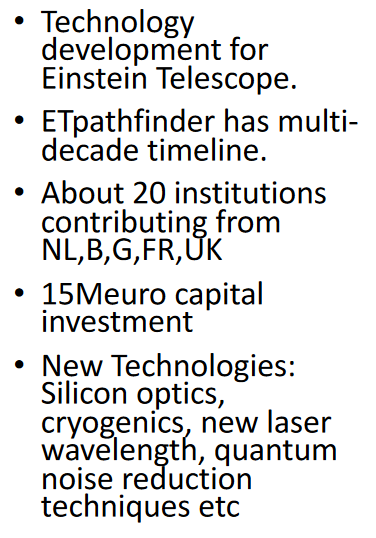 • Technology
development for
Einstein Telescope.
• ETpathfinder has multi-
decade timeline.
• About 20 institutions
contributing from
NL,B,G,FR,UK
• 15Meuro capital
investment
• New Technologies:
Silicon optics,
cryogenics, new laser
wavelength, quantum
noise reduction
techniques etc